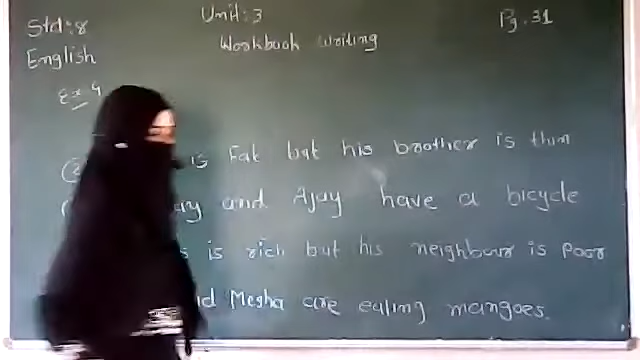 Std:8 Unit:3 Pg. 31
English Workbook Writing
Ex 4
is Fat but his brother is thin
and Ajay have a bicycle
is rich but his neighbour is poor
Megha are eating mangoes.